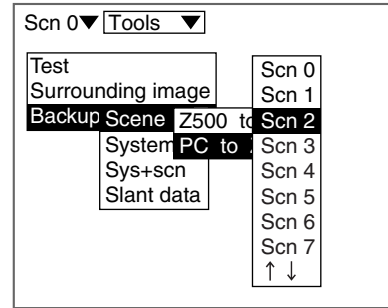 Scn 0▼ Tools ▼
Test
Surrounding image
Backup
Scene
System
Sys+scn
Slant data
Z500 to
PC to
Scn 0
Scn 1
Scn 2
Scn 3
Scn 4
Scn 5
Scn 6
Scn 7
↑ ↓